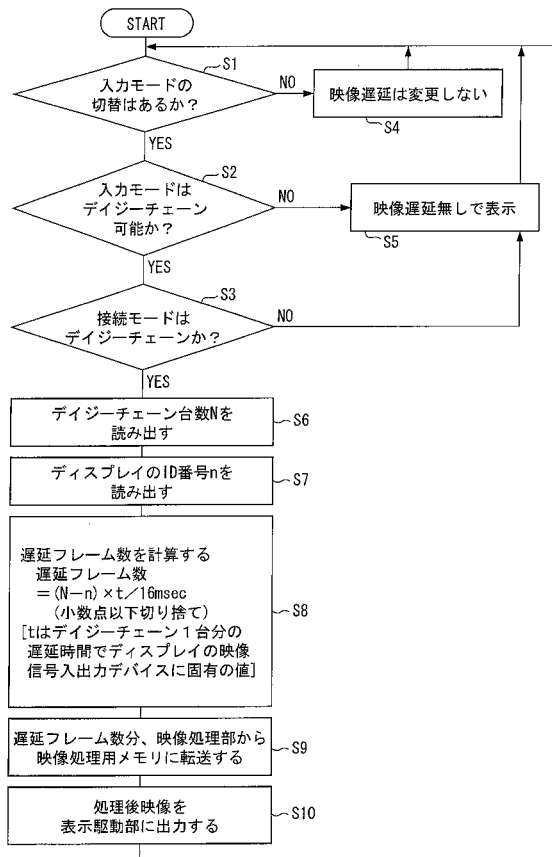 START
S1
入力モードの
切替はあるか？
NO
映像遅延は変更しない
S4
YES
S2
入力モードは
デイジーチェーン
可能か？
NO
映像遅延無しで表示
S5
YES
S3
接続モードは
デイジーチェーンか？
NO
YES
デイジーチェーン台数Nを
読み出す
S6
ディスプレイのID番号nを
読み出す
S7
遅延フレーム数を計算する
遅延フレーム数
＝(N－n)×t／16msec
(小数点以下切り捨て)
[tはデイジーチェーン１台分の
遅延時間でディスプレイの映像
信号入出力デバイスに固有の値]
S8
遅延フレーム数分、映像処理部から
映像処理用メモリに転送する
S9
処理後映像を
表示駆動部に出力する
S10